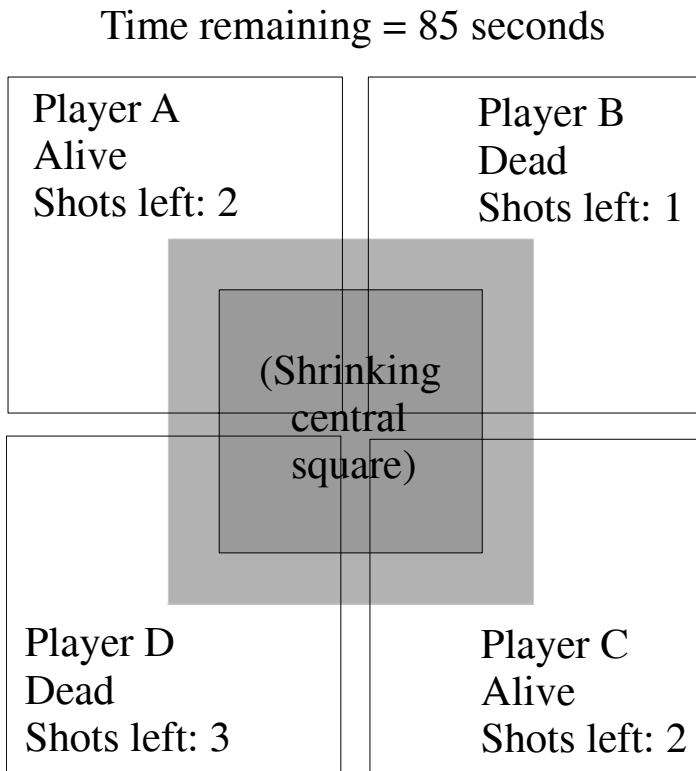 Time remaining = 85 seconds
Player A
Alive
Shots left: 2
Player B
Dead
Shots left: 1
(Shrinking
central
square)
Player D
Dead
Shots left: 3
Player C
Alive
Shots left: 2